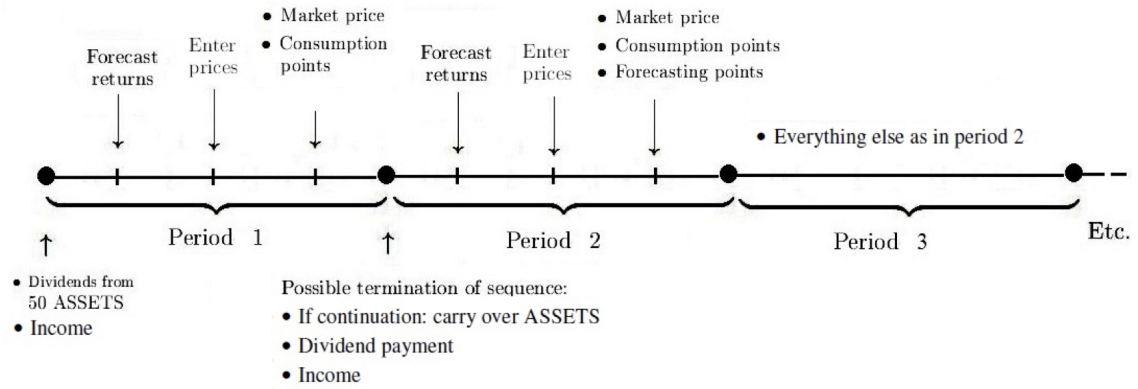 Forecast
returns
Enter
prices
• Market price
• Consumption
points
Forecast
returns
Enter
prices
• Market price
• Consumption points
• Forecasting points
• Everything else as in period 2
Period 1
Period 2
Period 3
Etc.
• Dividends from
50 ASSETS
• Income
Possible termination of sequence:
• If continuation: carry over ASSETS
• Dividend payment
• Income